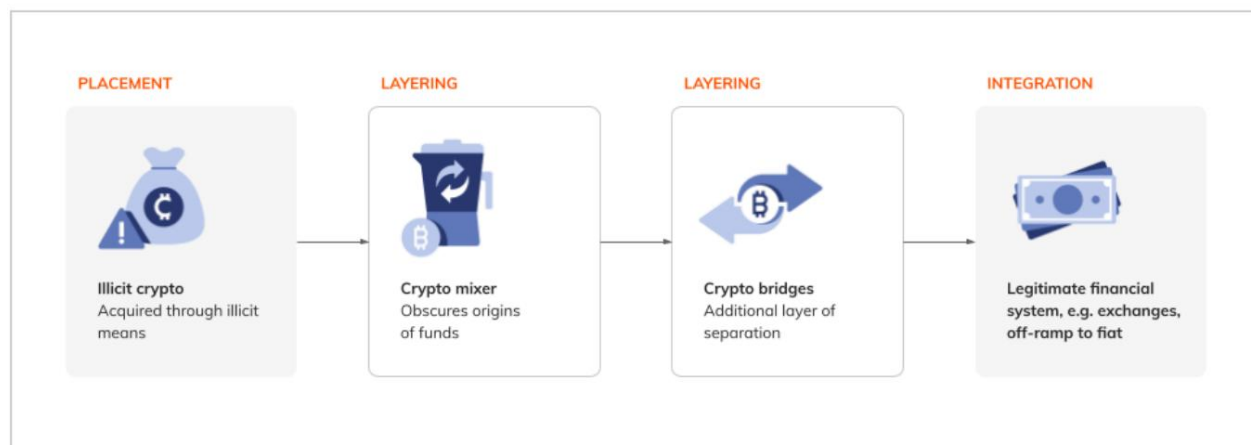 PLACEMENT
LAYERING
LAYERING
INTEGRATION
Illicit crypto
Acquired through illicit
means
Crypto mixer
Obscures origins
of funds
Crypto bridges
Additional layer of
separation
Legitimate financial
system, e.g. exchanges,
off-ramp to fiat